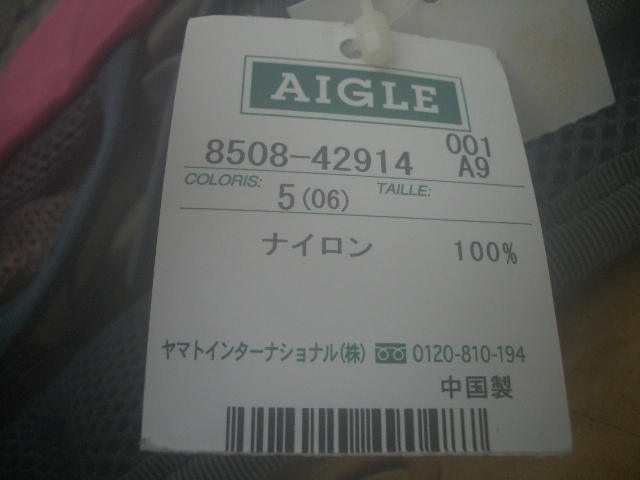 AIGLE
8508-42914 001
A9
COLORIS: 5(06) TAILLE:
ナイロン 100%
ヤマトインターナショナル(株) 0120-810-194
中国製